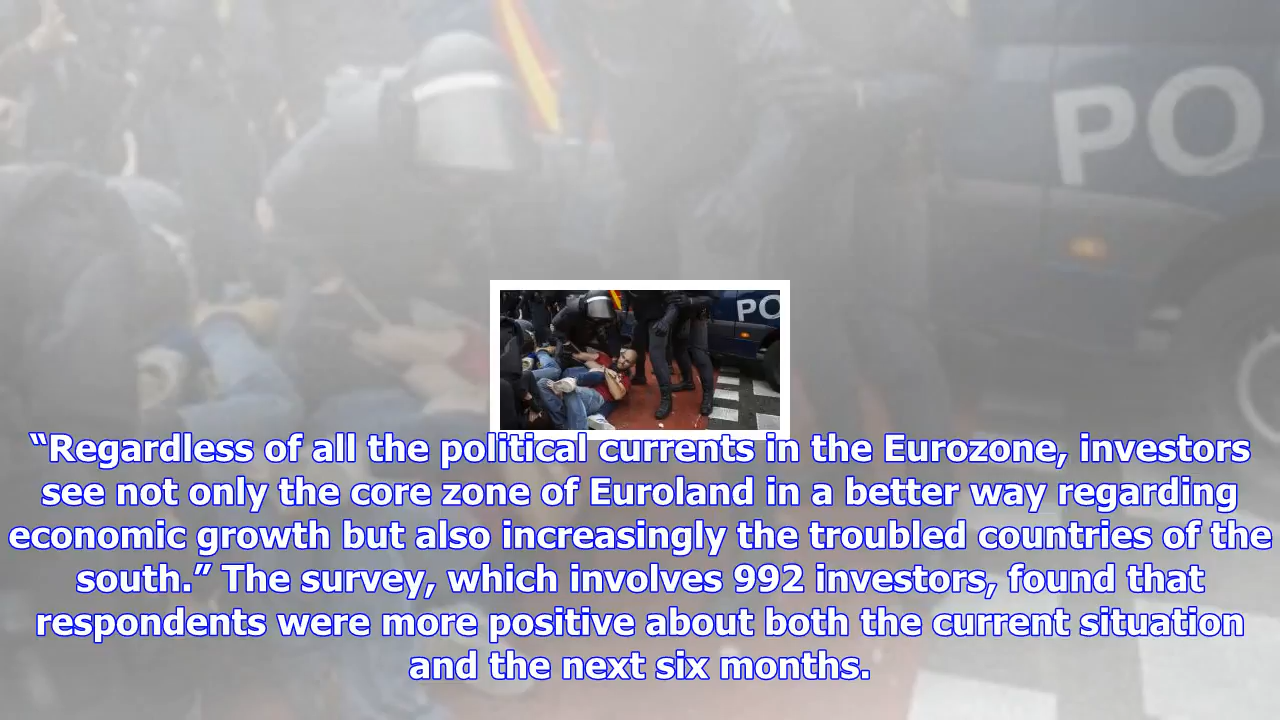 PO
PO
“Regardless of all the political currents in the Eurozone, investors
see not only the core zone of Euroland in a better way regarding
economic growth but also increasingly the troubled countries of the
south.” The survey, which involves 992 investors, found that
respondents were more positive about both the current situation
and the next six months.